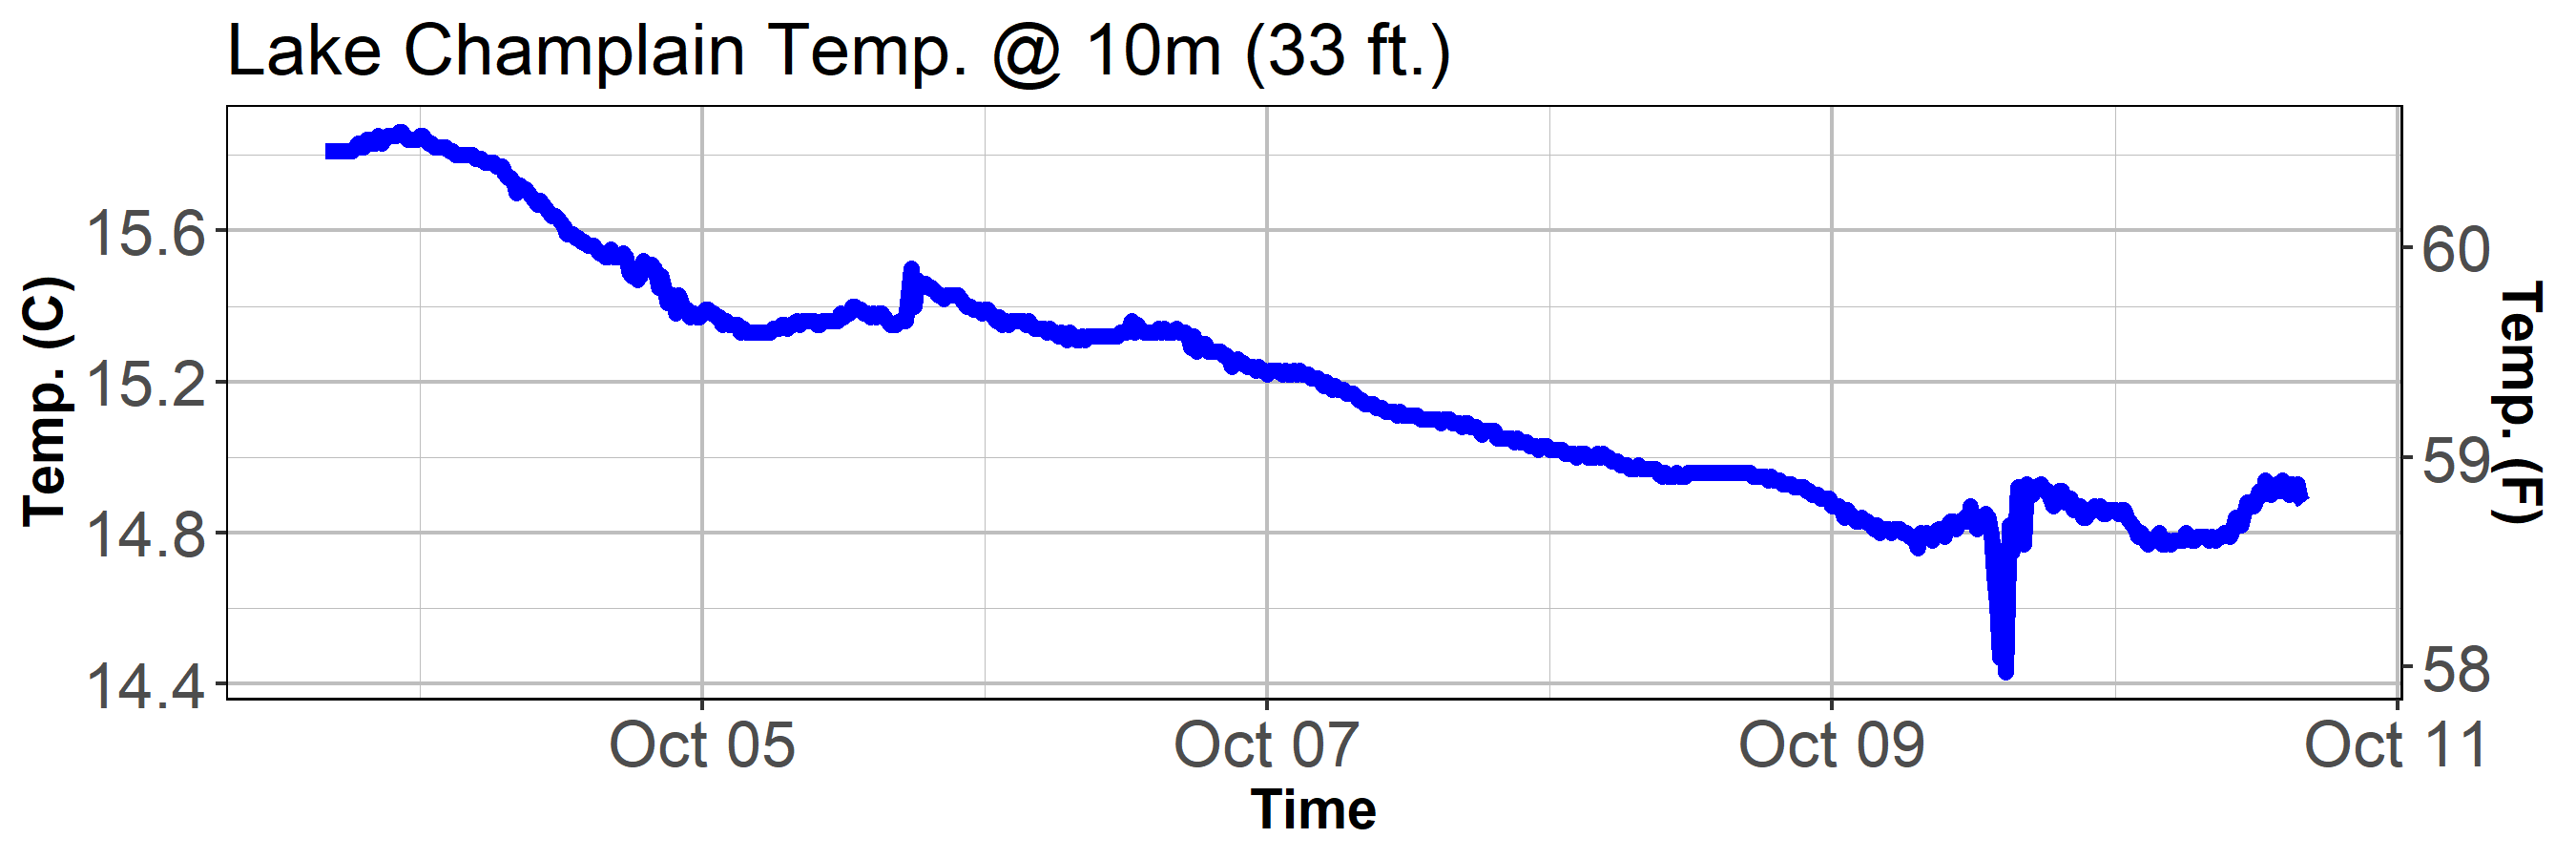 Lake Champlain Temp. @ 10m (33 ft.)
Temp. (C)
15.6
15.2
14.8
14.4
60
59
58
Temp. (F)
Oct 05 Oct 07 Oct 09 Oct 11
Time